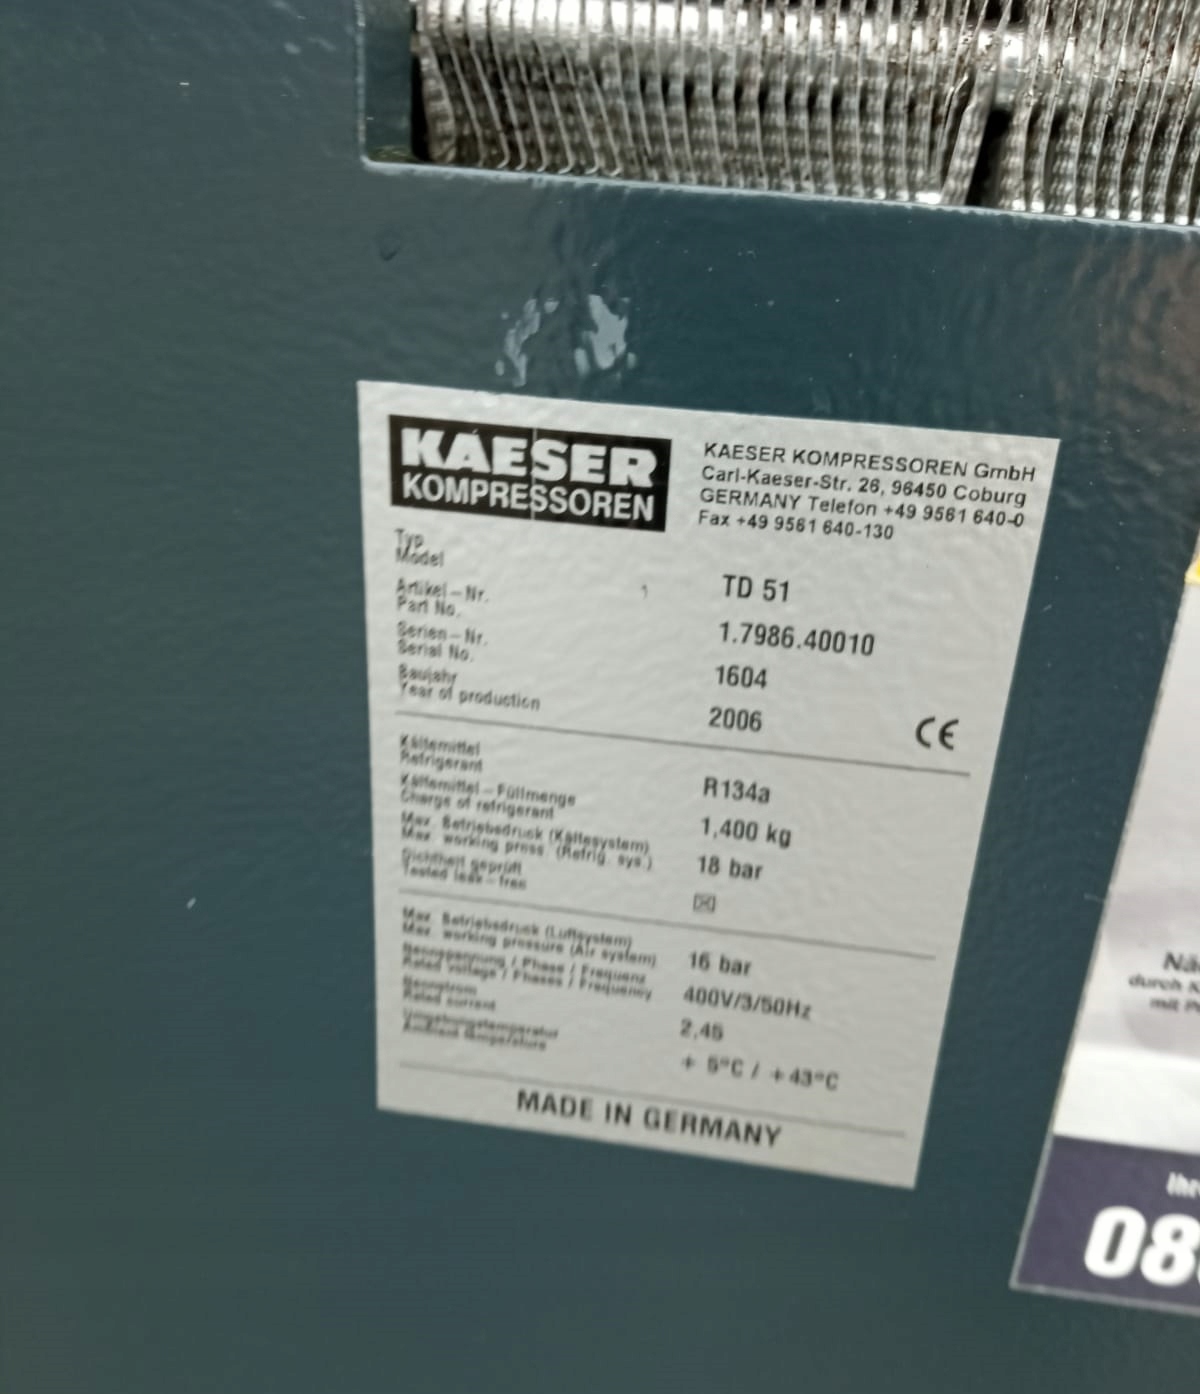 KAESER
KOMPRESSOREN
KAESER KOMPRESSOREN GmbH
Carl-Kaeser-Str. 26, 96450 Coburg
GERMANY Telefon +49 9561 640-0
Fax +49 9561 640-130
Typ
Model
TD 51
Artikel-Nr.
Part No.
1.7986.40010
Serien-Nr.
Serial No.
1604
Baujahr
Year of production
2006
CE
Kältemittel
Refrigerant
R134a
Kältemittel-Füllmenge
Charge of refrigerant
1,400 kg
Max. Betriebsdruck (Kältesystem)
Max. working press. (Refrig. sys.)
18 bar
Dichtheit geprüft
Tested leak-free
Max. Betriebsdruck (Luftsystem)
Max. working pressure (Air system)
16 bar
Nennspannung / Phase / Frequenz
Rated voltage / Phases / Frequency
400V/3/50Hz
Nennstrom
Rated current
2,45
Umgebungstemperatur
Ambient temperature
+ 5°C / +43°C
MADE IN GERMANY
durch
mit
08